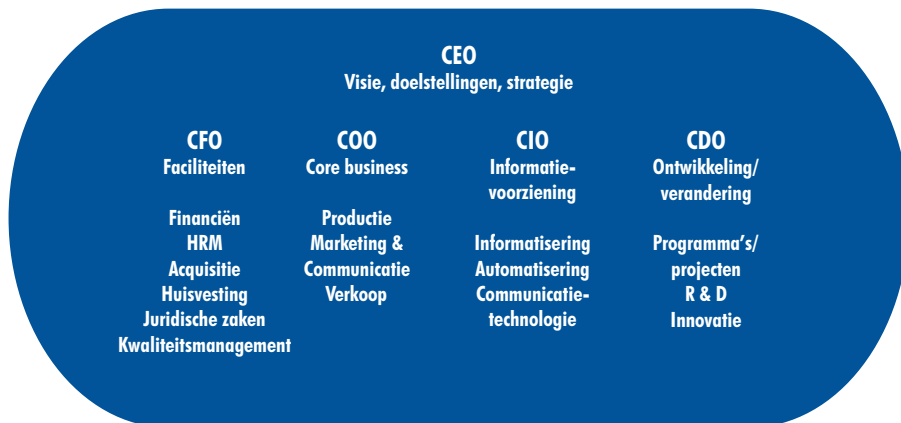 CEO
Visie, doelstellingen, strategie
CFO
Faciliteiten
Financiën
HRM
Acquisitie
Huisvesting
Juridische zaken
Kwaliteitsmanagement
COO
Core business
Productie
Marketing &
Communicatie
Verkoop
CIO
Informatie-
voorziening
Informatisering
Automatisering
Communicatie-
technologie
CDO
Ontwikkeling/
verandering
Programma's/
projecten
R & D
Innovatie